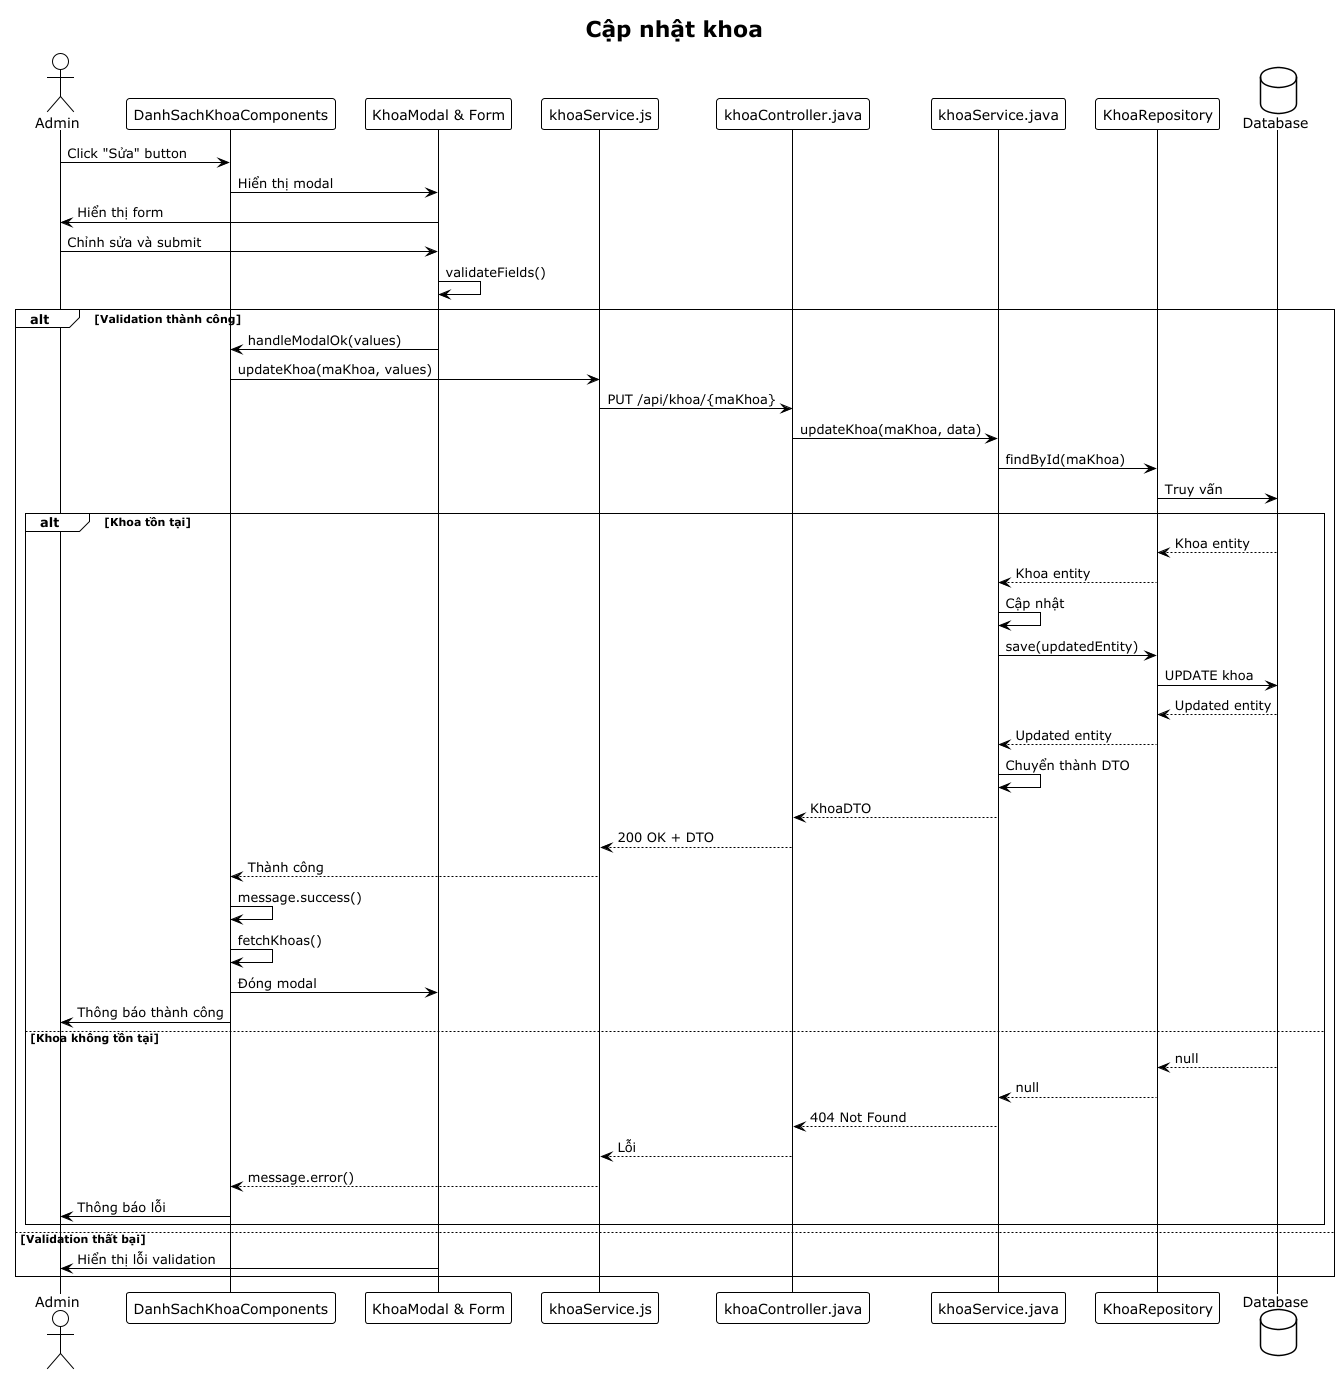 Cập nhật khoa
Admin
DanhSachKhoaComponents
KhoaModal & Form
khoaService.js
khoaController.java
khoaService.java
KhoaRepository
Database
Click "Sửa" button
Hiển thị modal
Hiển thị form
Chỉnh sửa và submit
validateFields()
alt [Validation thành công]
handleModalOk(values)
updateKhoa(maKhoa, values)
PUT /api/khoa/{maKhoa}
updateKhoa(maKhoa, data)
findById(maKhoa)
Truy vấn
alt [Khoa tồn tại]
Khoa entity
Khoa entity
Cập nhật
save(updatedEntity)
UPDATE khoa
Updated entity
Updated entity
Chuyển thành DTO
KhoaDTO
200 OK + DTO
Thành công
message.success()
fetchKhoas()
Đóng modal
Thông báo thành công
[Khoa không tồn tại]
null
null
404 Not Found
Lỗi
message.error()
Thông báo lỗi
[Validation thất bại]
Hiển thị lỗi validation
Admin
DanhSachKhoaComponents
KhoaModal & Form
khoaService.js
khoaController.java
khoaService.java
KhoaRepository
Database